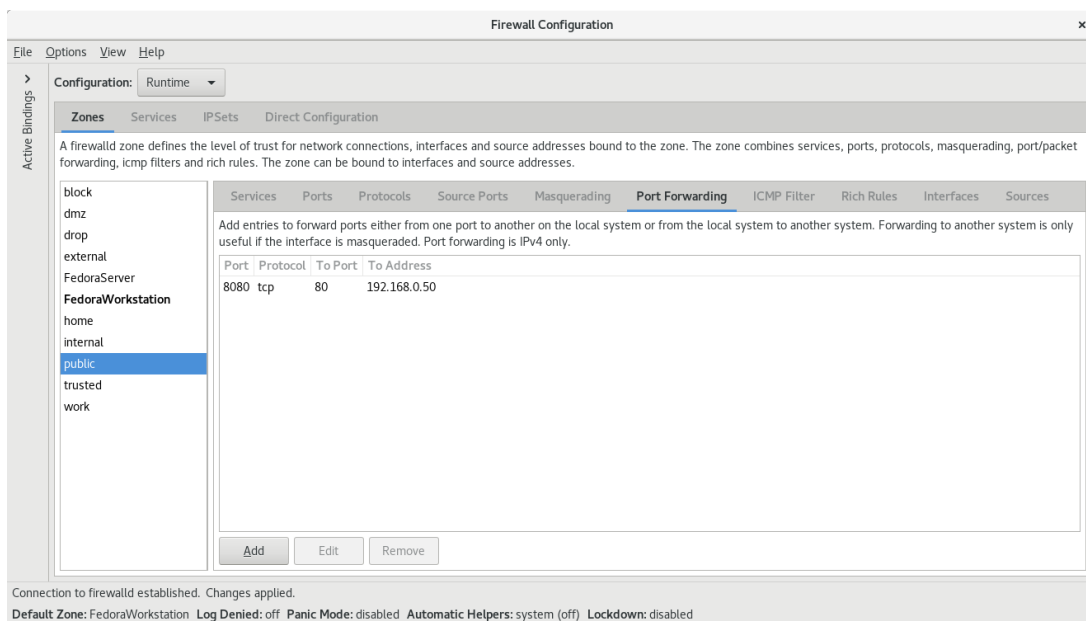 Firewall Configuration ×
File Options View Help
Active Bindings
Configuration: Runtime
Zones Services IPSets Direct Configuration
A firewalld zone defines the level of trust for network connections, interfaces and source addresses bound to the zone. The zone combines services, ports, protocols, masquerading, port/packet
forwarding, icmp filters and rich rules. The zone can be bound to interfaces and source addresses.
block
dmz
drop
external
FedoraServer
FedoraWorkstation
home
internal
public
trusted
work
Services Ports Protocols Source Ports Masquerading Port Forwarding ICMP Filter Rich Rules Interfaces Sources
Add entries to forward ports either from one port to another on the local system or from the local system to another system. Forwarding to another system is only
useful if the interface is masqueraded. Port forwarding is IPv4 only.
Port Protocol To Port To Address
8080 tcp 80 192.168.0.50
Add Edit Remove
Connection to firewalld established. Changes applied.
Default Zone: FedoraWorkstation Log Denied: off Panic Mode: disabled Automatic Helpers: system (off) Lockdown: disabled